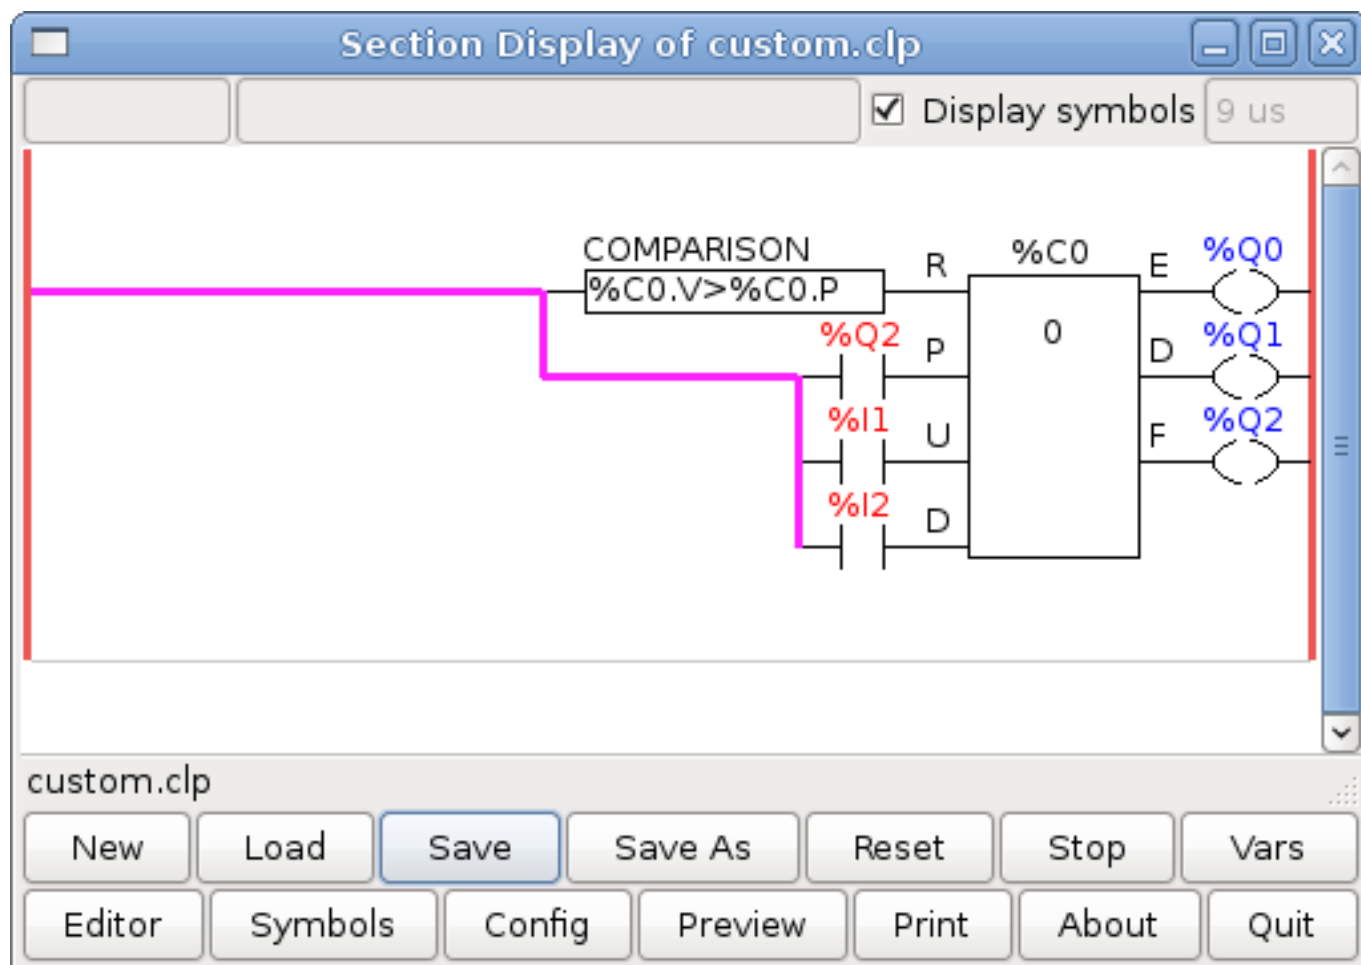 Section Display of custom.clp
Display symbols 9 us
COMPARISON R %C0 E %Q0
%C0.V>%C0.P
%Q2 P 0 D %Q1
%I1 U F %Q2
%I2 D
custom.clp
New Load Save Save As Reset Stop Vars
Editor Symbols Config Preview Print About Quit